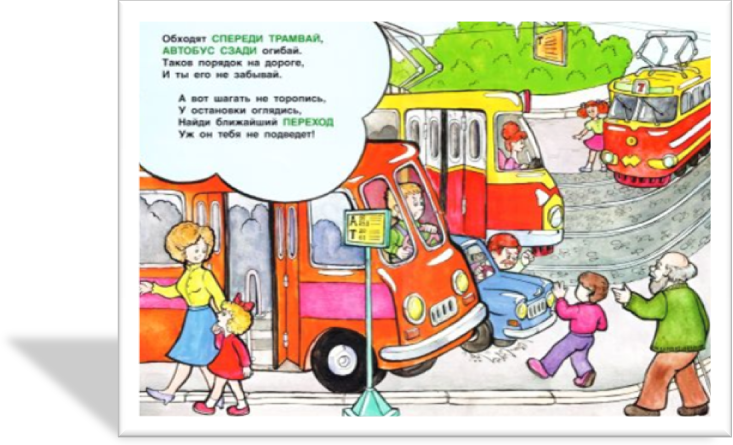 Обходят СПЕРЕДИ ТРАМВАЙ,
АВТОБУС СЗАДИ огибай.
Таков порядок на дороге,
И ты его не забывай.
А вот шагать не торопись,
У остановки оглядись,
Найди ближайший ПЕРЕХОД
Уж он тебя не подведет!
7
А
Т